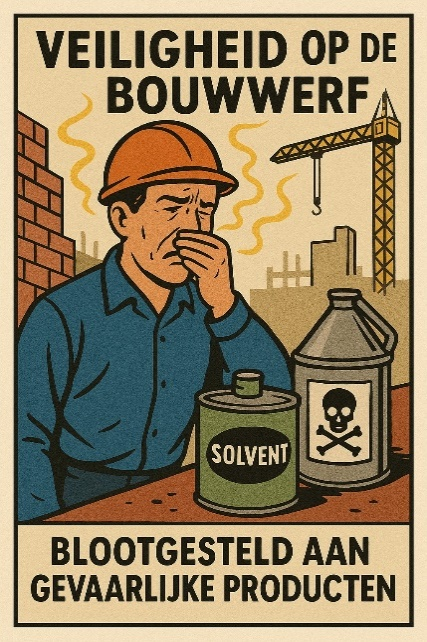 VEILIGHEID OP DE
BOUWWERF
SOLVENT
BLOOTGESTELD AAN
GEVAARLIJKE PRODUCTEN